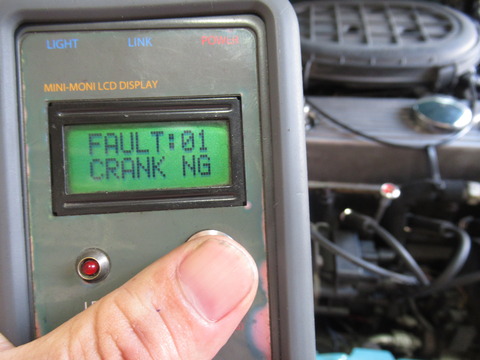 LIGHT LINK POWER
MINI-MONI LCD DISPLAY
FAULT:01
CRANK NG